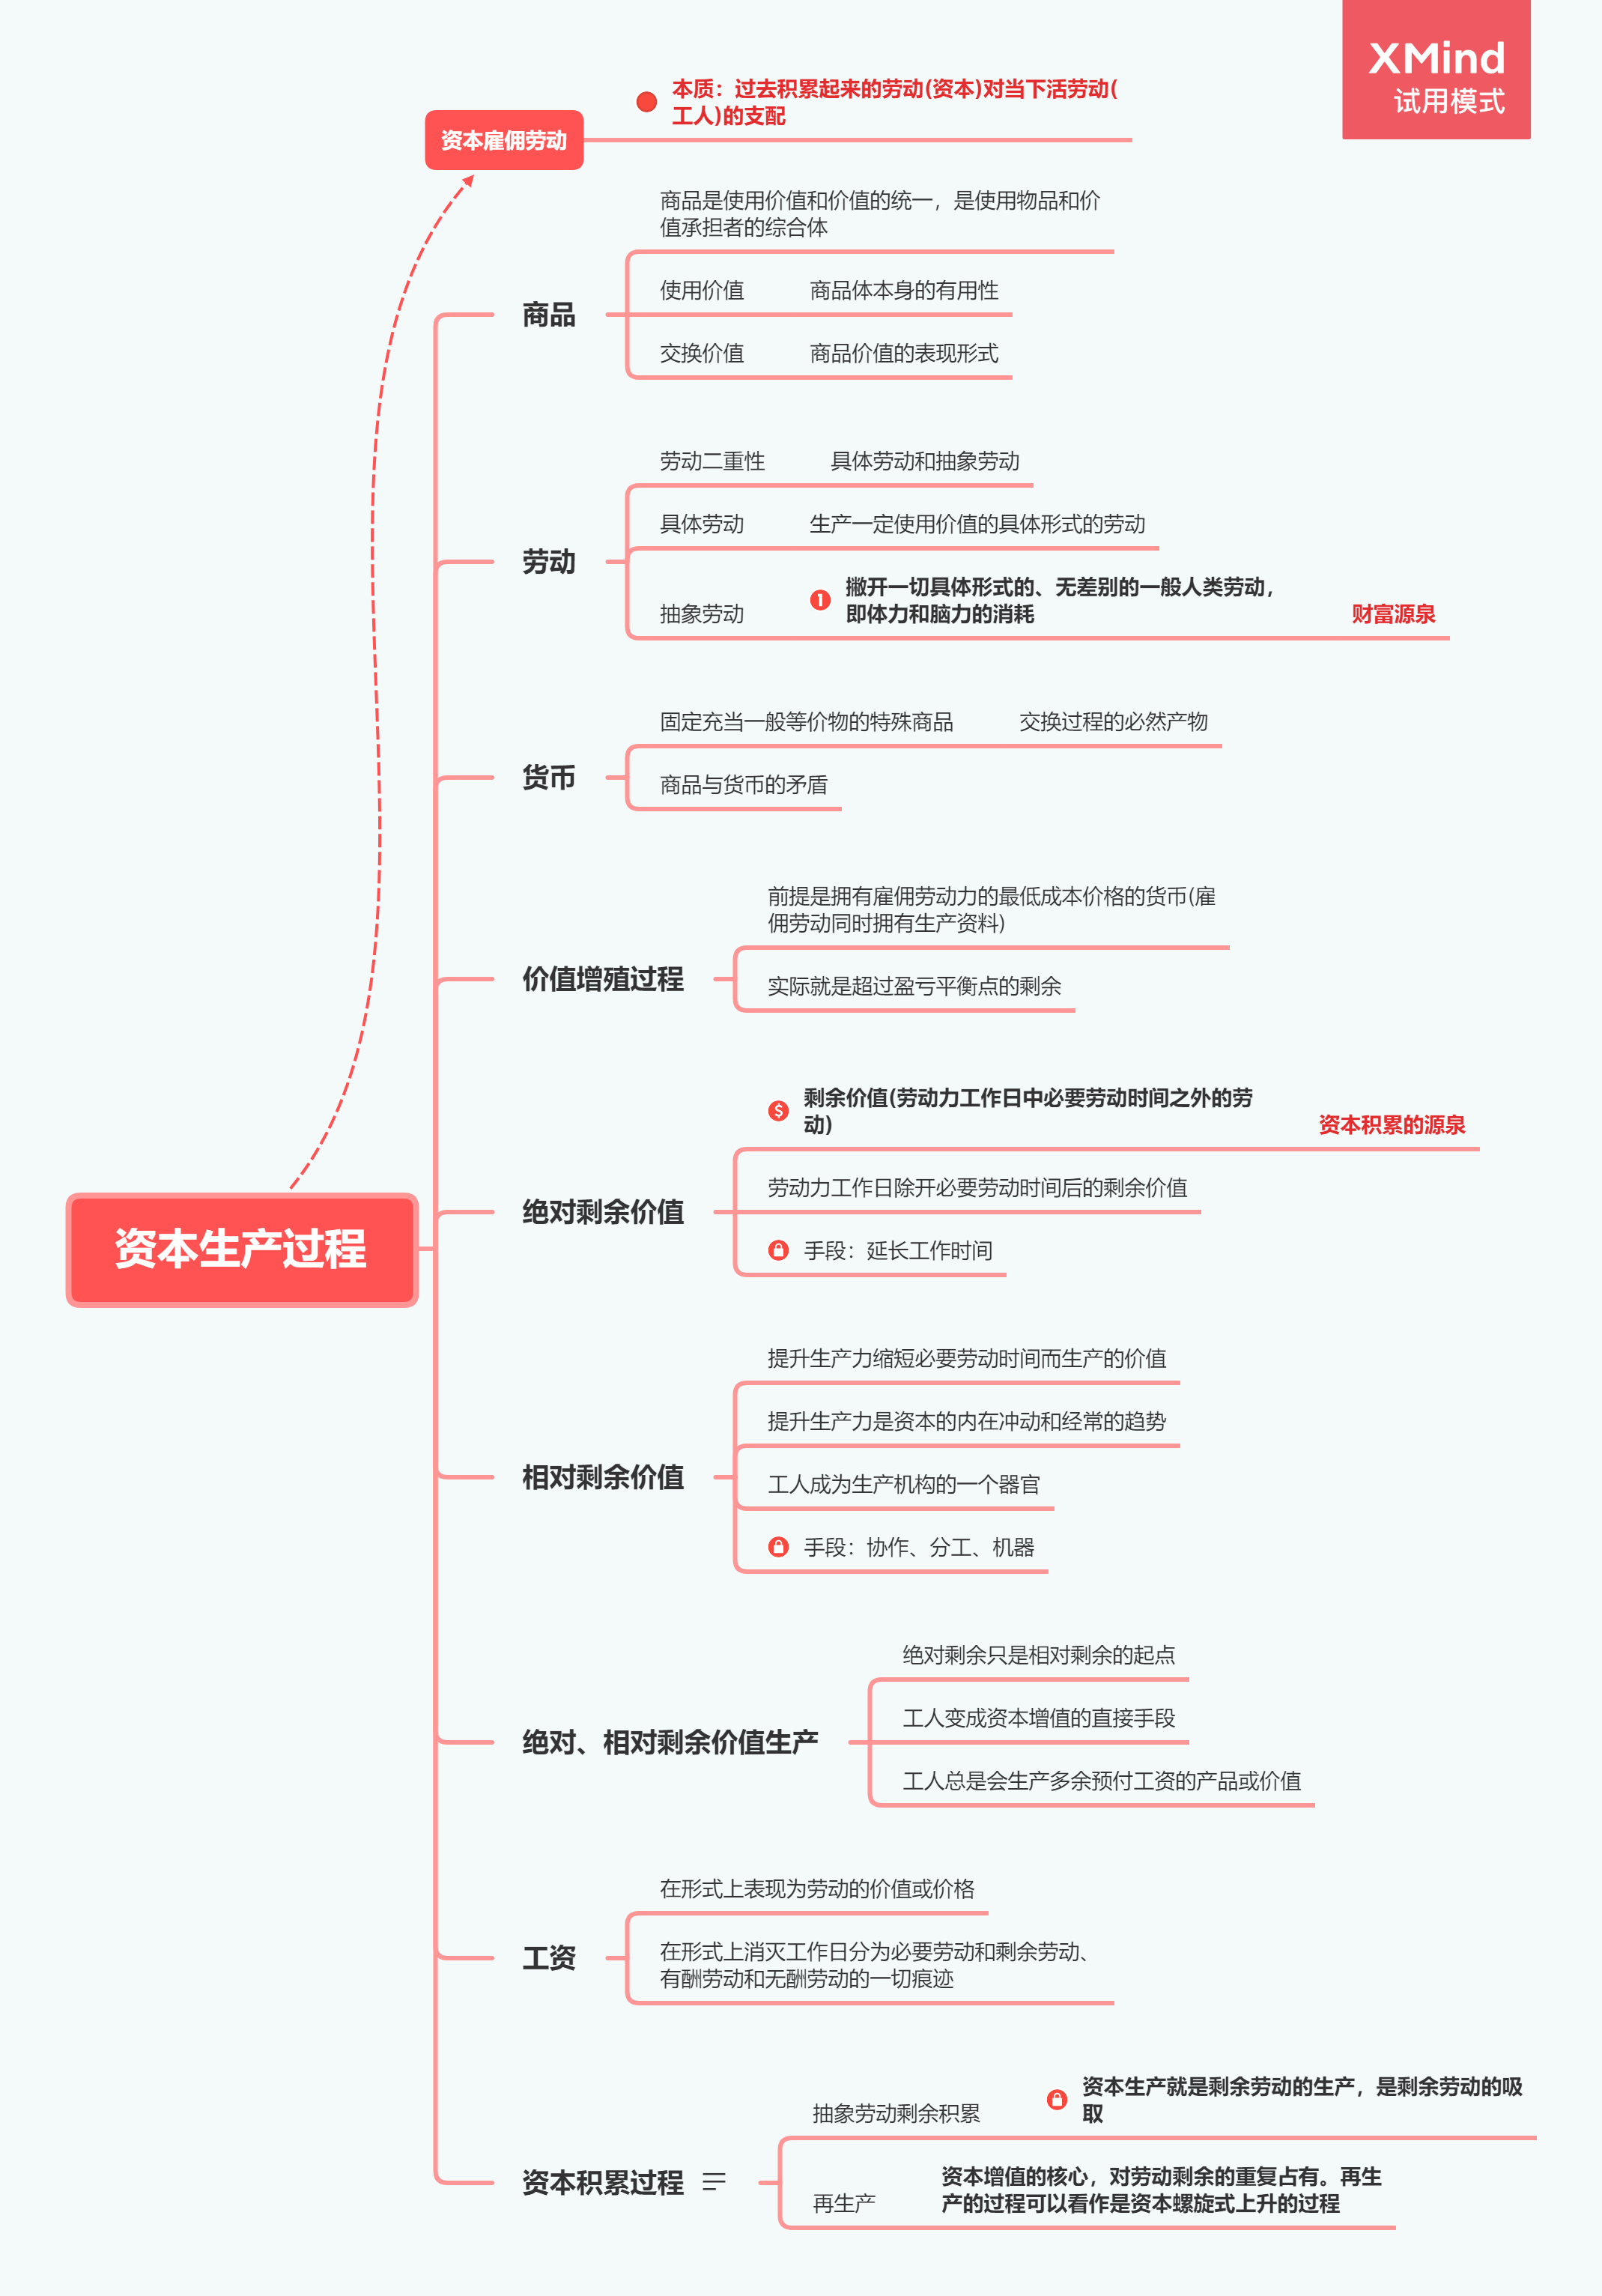 XMind
试用模式
本质：过去积累起来的劳动(资本)对当下活劳动(
工人)的支配
资本雇佣劳动
商品是使用价值和价值的统一，是使用物品和价
值承担者的综合体
商品
使用价值 商品体本身的有用性
交换价值 商品价值的表现形式
劳动二重性 具体劳动和抽象劳动
具体劳动 生产一定使用价值的具体形式的劳动
劳动
抽象劳动
撇开一切具体形式的、无差别的一般人类劳动，
即体力和脑力的消耗
财富源泉
固定充当一般等价物的特殊商品 交换过程的必然产物
货币
商品与货币的矛盾
前提是拥有雇佣劳动力的最低成本价格的货币(雇
佣劳动同时拥有生产资料)
价值增殖过程
实际就是超过盈亏平衡点的剩余
剩余价值(劳动力工作日中必要劳动时间之外的劳
动)
资本积累的源泉
劳动力工作日除开必要劳动时间后的剩余价值
绝对剩余价值
手段：延长工作时间
资本生产过程
提升生产力缩短必要劳动时间而生产的价值
提升生产力是资本的内在冲动和经常的趋势
相对剩余价值
工人成为生产机构的一个器官
手段：协作、分工、机器
绝对剩余只是相对剩余的起点
工人变成资本增值的直接手段
绝对、相对剩余价值生产
工人总是会生产多余预付工资的产品或价值
在形式上表现为劳动的价值或价格
工资
在形式上消灭工作日分为必要劳动和剩余劳动、
有酬劳动和无酬劳动的一切痕迹
抽象劳动剩余积累
资本生产就是剩余劳动的生产，是剩余劳动的吸
取
资本积累过程
再生产
资本增值的核心，对劳动剩余的重复占有。再生
产的过程可以看作是资本螺旋式上升的过程